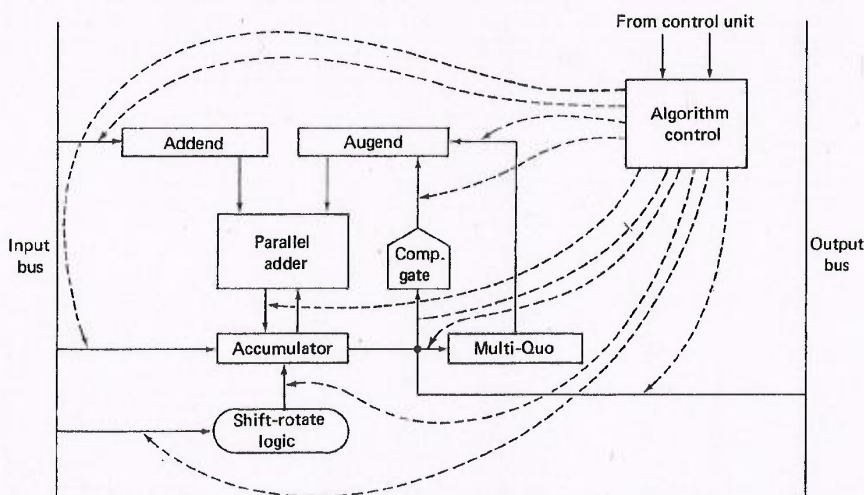 From control unit
Algorithm
control
Addend
Augend
Input
bus
Parallel
adder
Comp.
gate
Output
bus
Accumulator
Multi-Quo
Shift-rotate
logic